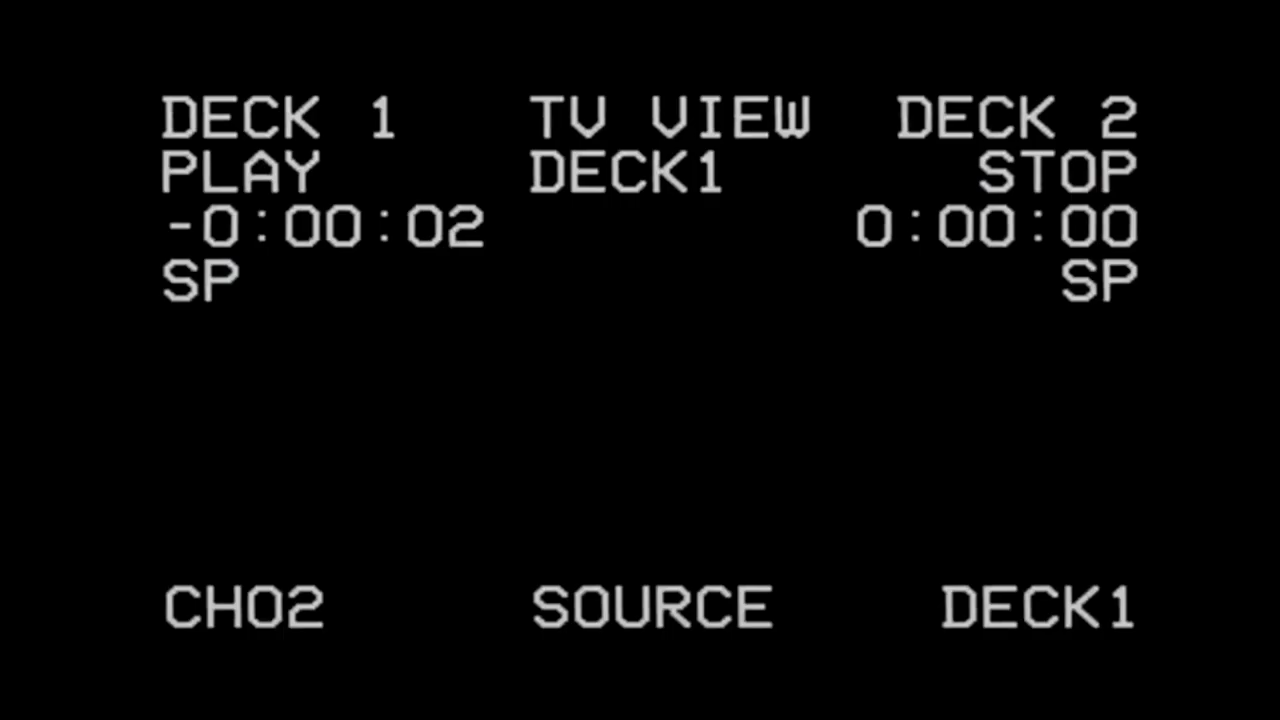 DECK 1 TV VIEW DECK 2
PLAY DECK1 STOP
-0:00:02 0:00:00
SP SP
CH02 SOURCE DECK1